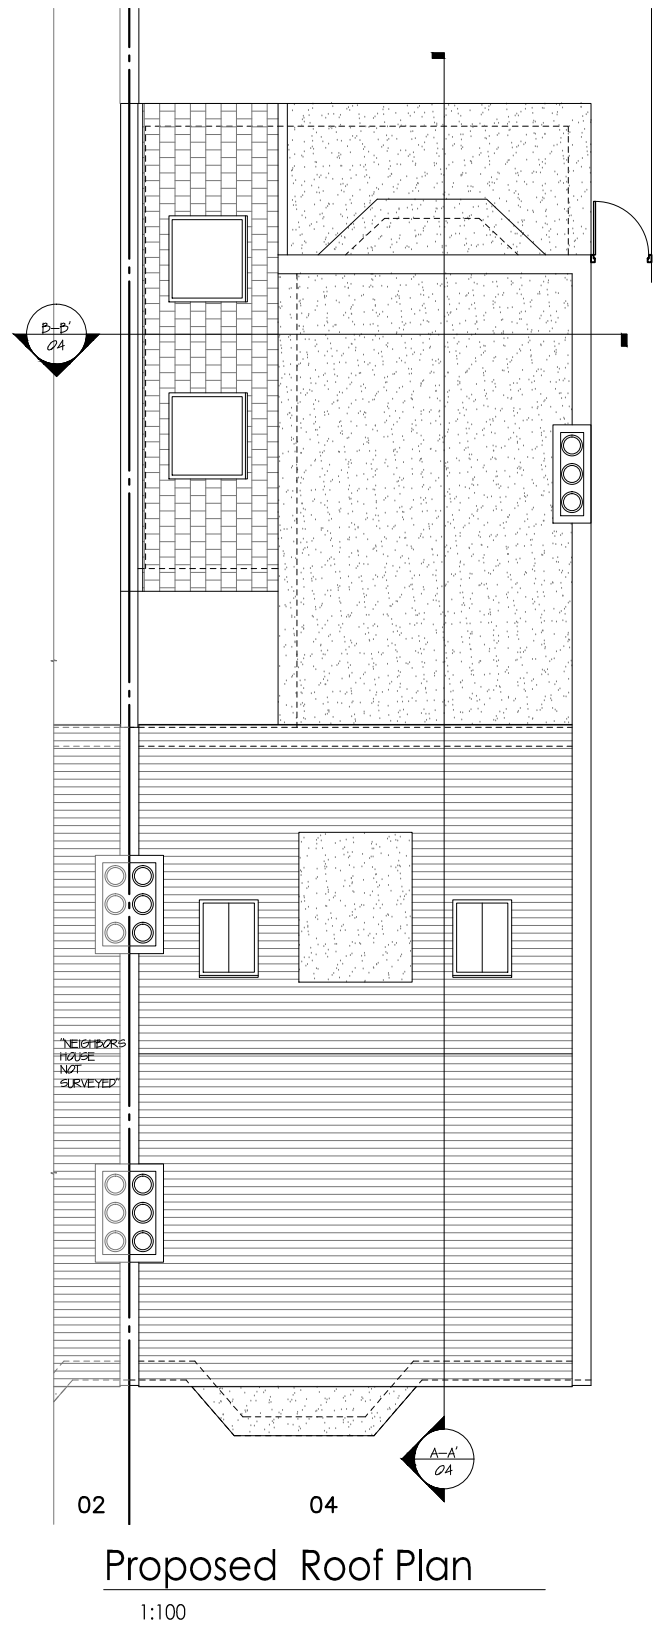 B-B'
04
"NEIGHBORS
HOUSE
NOT
SURVEYED"
A-A'
04
02 04
Proposed Roof Plan
1:100